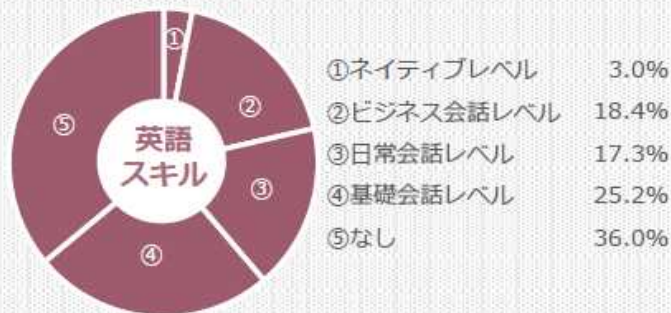 ①
②
③
④
⑤
英語
スキル
①ネイティブレベル 3.0%
②ビジネス会話レベル 18.4%
③日常会話レベル 17.3%
④基礎会話レベル 25.2%
⑤なし 36.0%